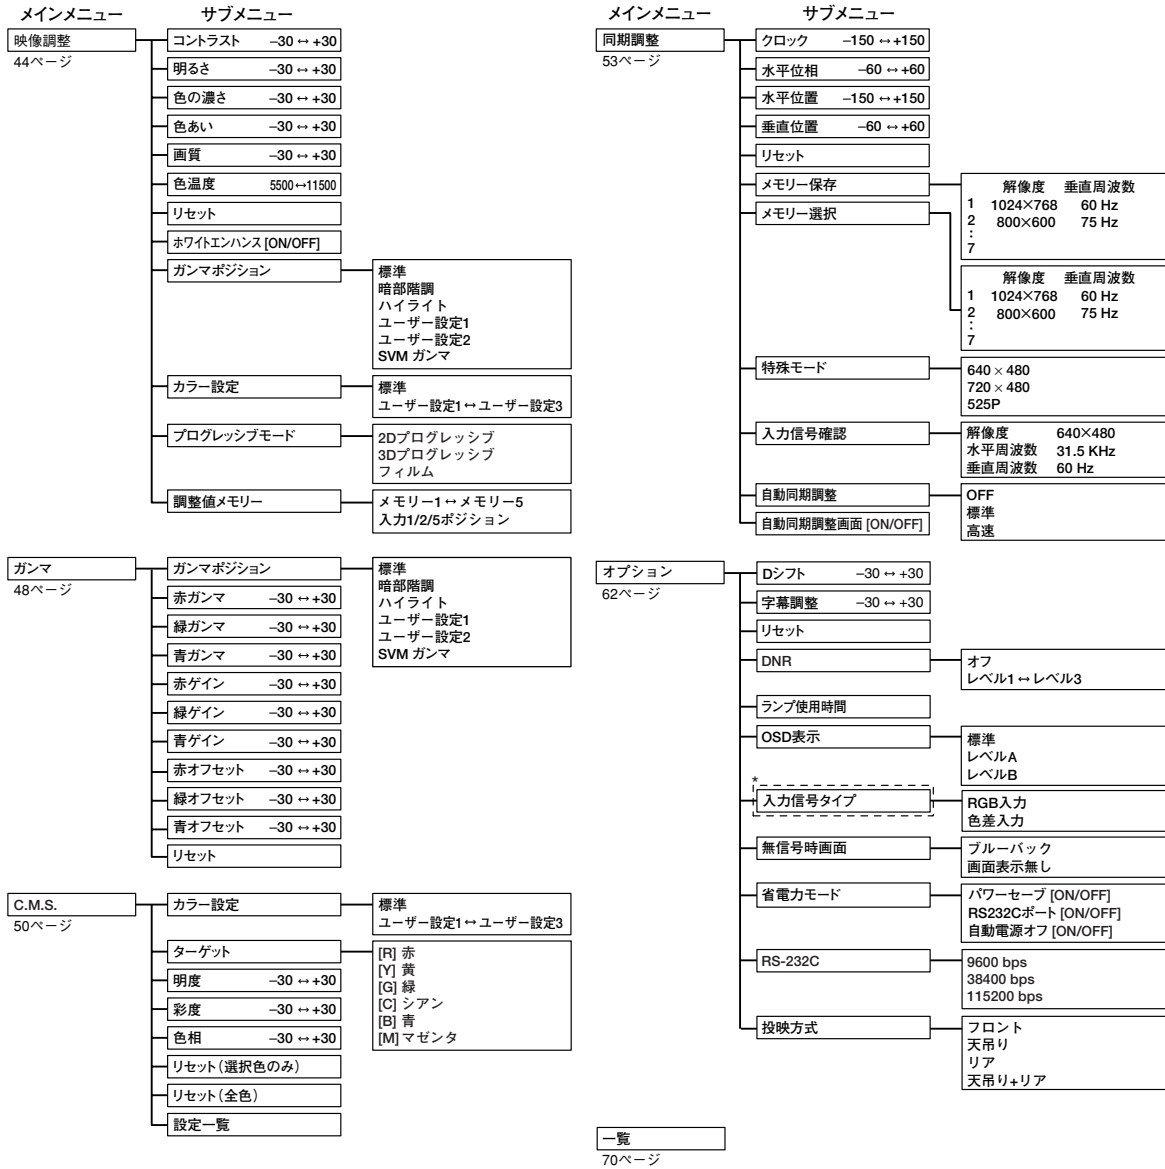 メインメニュー サブメニュー
映像調整
44ページ
コントラスト –30 ↔ +30
明るさ –30 ↔ +30
色の濃さ –30 ↔ +30
色あい –30 ↔ +30
画質 –30 ↔ +30
色温度 5500↔11500
リセット
ホワイトエンハンス [ON/OFF]
ガンマポジション
標準
暗部階調
ハイライト
ユーザー設定1
ユーザー設定2
SVM ガンマ
カラー設定
標準
ユーザー設定1↔ユーザー設定3
プログレッシブモード
2Dプログレッシブ
3Dプログレッシブ
フィルム
調整値メモリー
メモリー1↔メモリー5
入力1/2/5ポジション
ガンマ
48ページ
ガンマポジション
標準
暗部階調
ハイライト
ユーザー設定1
ユーザー設定2
SVM ガンマ
赤ガンマ –30 ↔ +30
緑ガンマ –30 ↔ +30
青ガンマ –30 ↔ +30
赤ゲイン –30 ↔ +30
緑ゲイン –30 ↔ +30
青ゲイン –30 ↔ +30
赤オフセット –30 ↔ +30
緑オフセット –30 ↔ +30
青オフセット –30 ↔ +30
リセット
C.M.S.
50ページ
カラー設定
標準
ユーザー設定1↔ユーザー設定3
ターゲット
[R] 赤
[Y] 黄
[G] 緑
[C] シアン
[B] 青
[M] マゼンタ
明度 –30 ↔ +30
彩度 –30 ↔ +30
色相 –30 ↔ +30
リセット(選択色のみ)
リセット(全色)
設定一覧
メインメニュー サブメニュー
同期調整
53ページ
クロック –150 ↔ +150
水平位相 –60 ↔ +60
水平位置 –150 ↔ +150
垂直位置 –60 ↔ +60
リセット
メモリー保存
解像度 垂直周波数
1 1024×768 60 Hz
2 800×600 75 Hz
:
7
メモリー選択
解像度 垂直周波数
1 1024×768 60 Hz
2 800×600 75 Hz
:
7
特殊モード
640 × 480
720 × 480
525P
入力信号確認
解像度 640×480
水平周波数 31.5 KHz
垂直周波数 60 Hz
自動同期調整
OFF
標準
高速
自動同期調整画面 [ON/OFF]
オプション
62ページ
Dシフト –30 ↔ +30
字幕調整 –30 ↔ +30
リセット
DNR
オフ
レベル1↔レベル3
ランプ使用時間
OSD表示
標準
レベルA
レベルB
*
入力信号タイプ
RGB入力
色差入力
無信号時画面
ブルーバック
画面表示無し
省電力モード
パワーセーブ [ON/OFF]
RS232Cポート [ON/OFF]
自動電源オフ [ON/OFF]
RS-232C
9600 bps
38400 bps
115200 bps
投映方式
フロント
天吊り
リア
天吊り+リア
一覧
70ページ